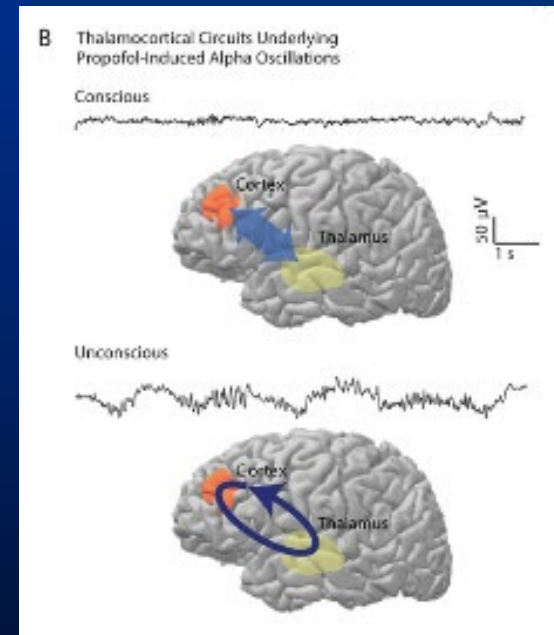 B Thalamocortical Circuits Underlying
Propofol-Induced Alpha Oscillations
Conscious
Cortex
Thalamus
50 μV
1 s
Unconscious
Cortex
Thalamus